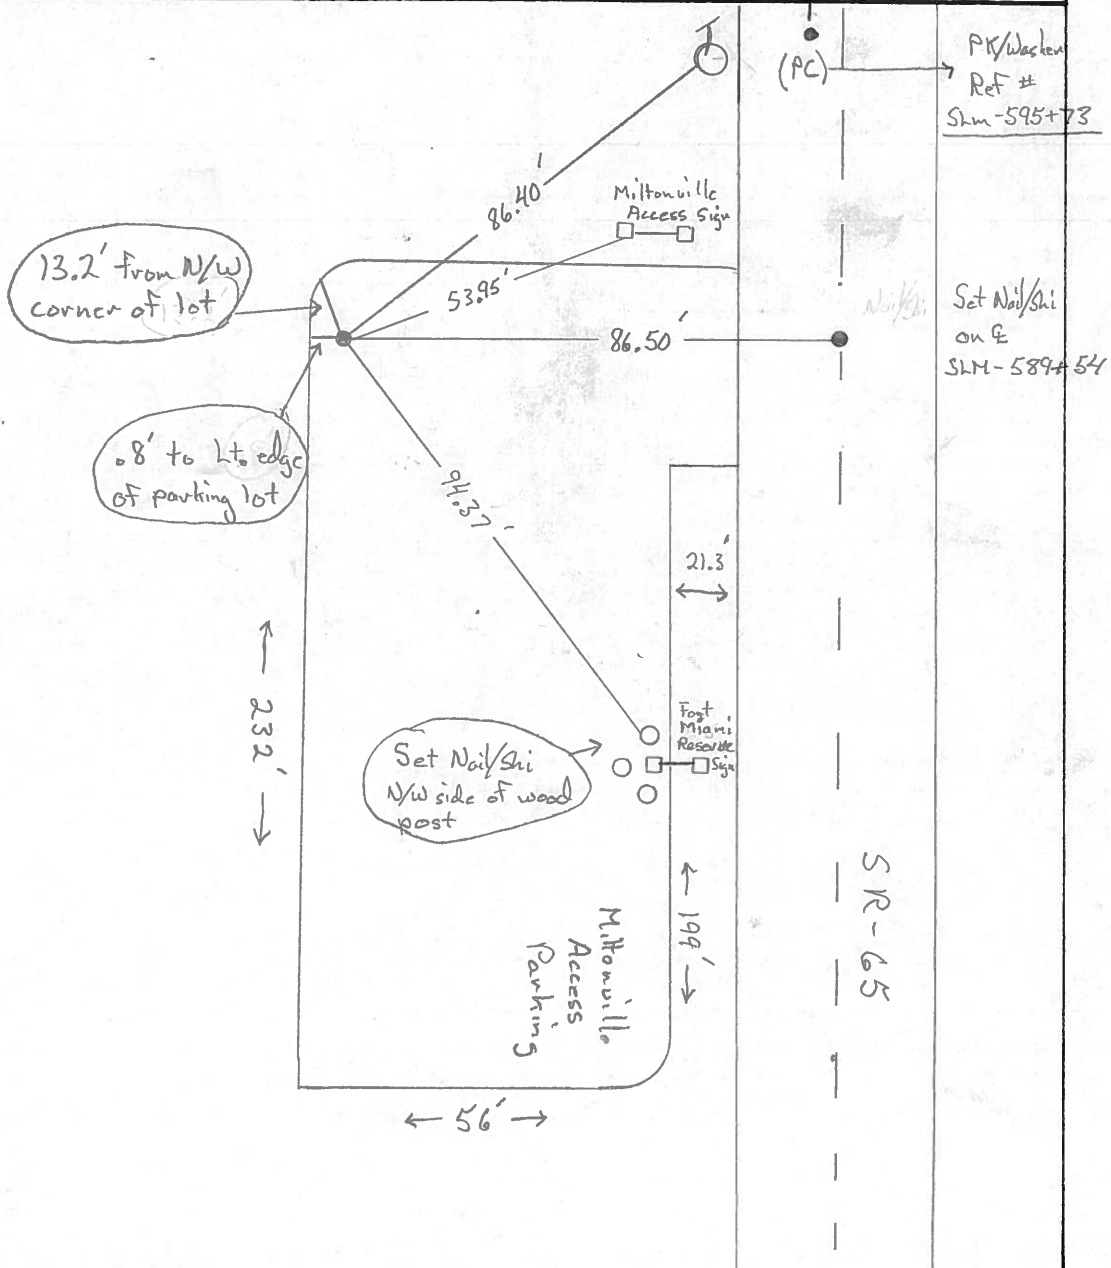 T
(PC)
PK/Washer
Ref #
SLM-595+73
86.40'
Miltonville
Access Sign
13.2' from N/W
corner of lot
53.95'
86.50'
Nail/Shi
Set Nail/Shi
on ℄
SLM-589+54
.8' to Lt. edge
of parking lot
94.37'
21.3'
232'
Fort
Miami
Reserve
Sign
Set Nail/Shi
N/W side of wood
post
SR-65
199'
Miltonville
Access
Parking
56'